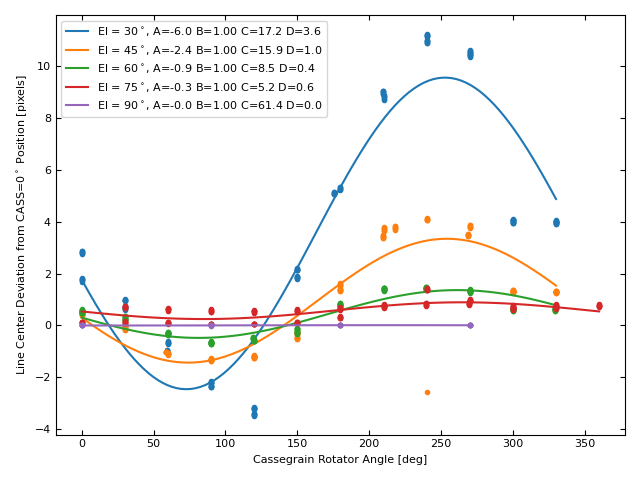 El = 30°, A=-6.0 B=1.00 C=17.2 D=3.6
El = 45°, A=-2.4 B=1.00 C=15.9 D=1.0
El = 60°, A=-0.9 B=1.00 C=8.5 D=0.4
El = 75°, A=-0.3 B=1.00 C=5.2 D=0.6
El = 90°, A=-0.0 B=1.00 C=61.4 D=0.0
Line Center Deviation from CASS=0° Position [pixels]
10
8
6
4
2
0
−2
−4
0 50 100 150 200 250 300 350
Cassegrain Rotator Angle [deg]